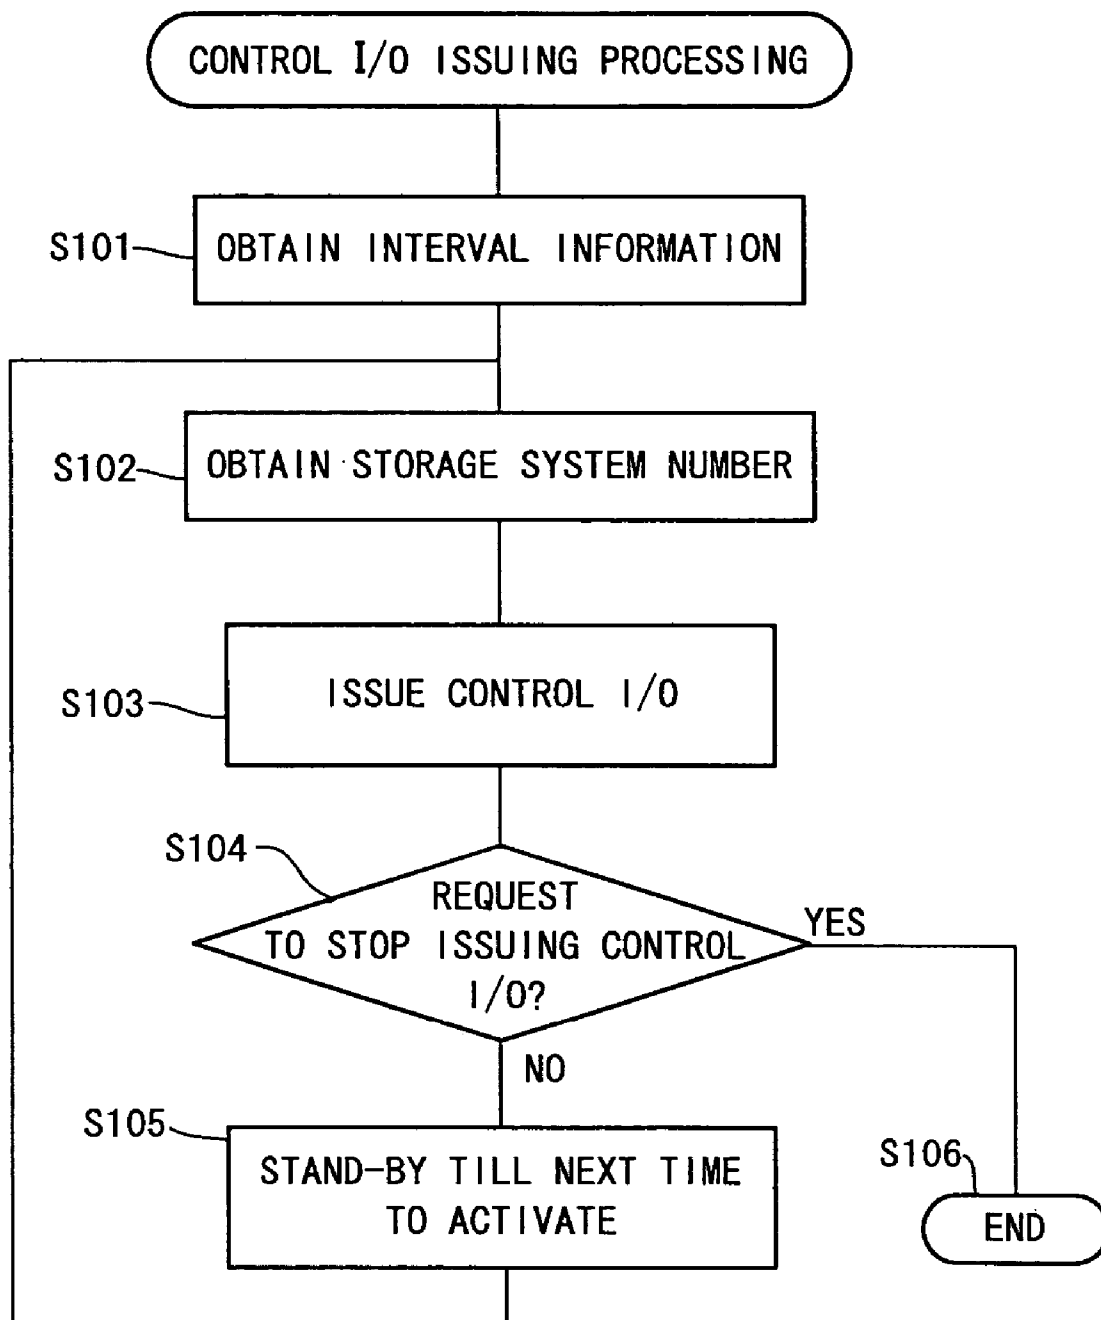 CONTROL I/O ISSUING PROCESSING
S101
OBTAIN INTERVAL INFORMATION
S102
OBTAIN STORAGE SYSTEM NUMBER
S103
ISSUE CONTROL I/O
S104
REQUEST
TO STOP ISSUING CONTROL
I/O?
YES
NO
S105
STAND-BY TILL NEXT TIME
TO ACTIVATE
S106
END